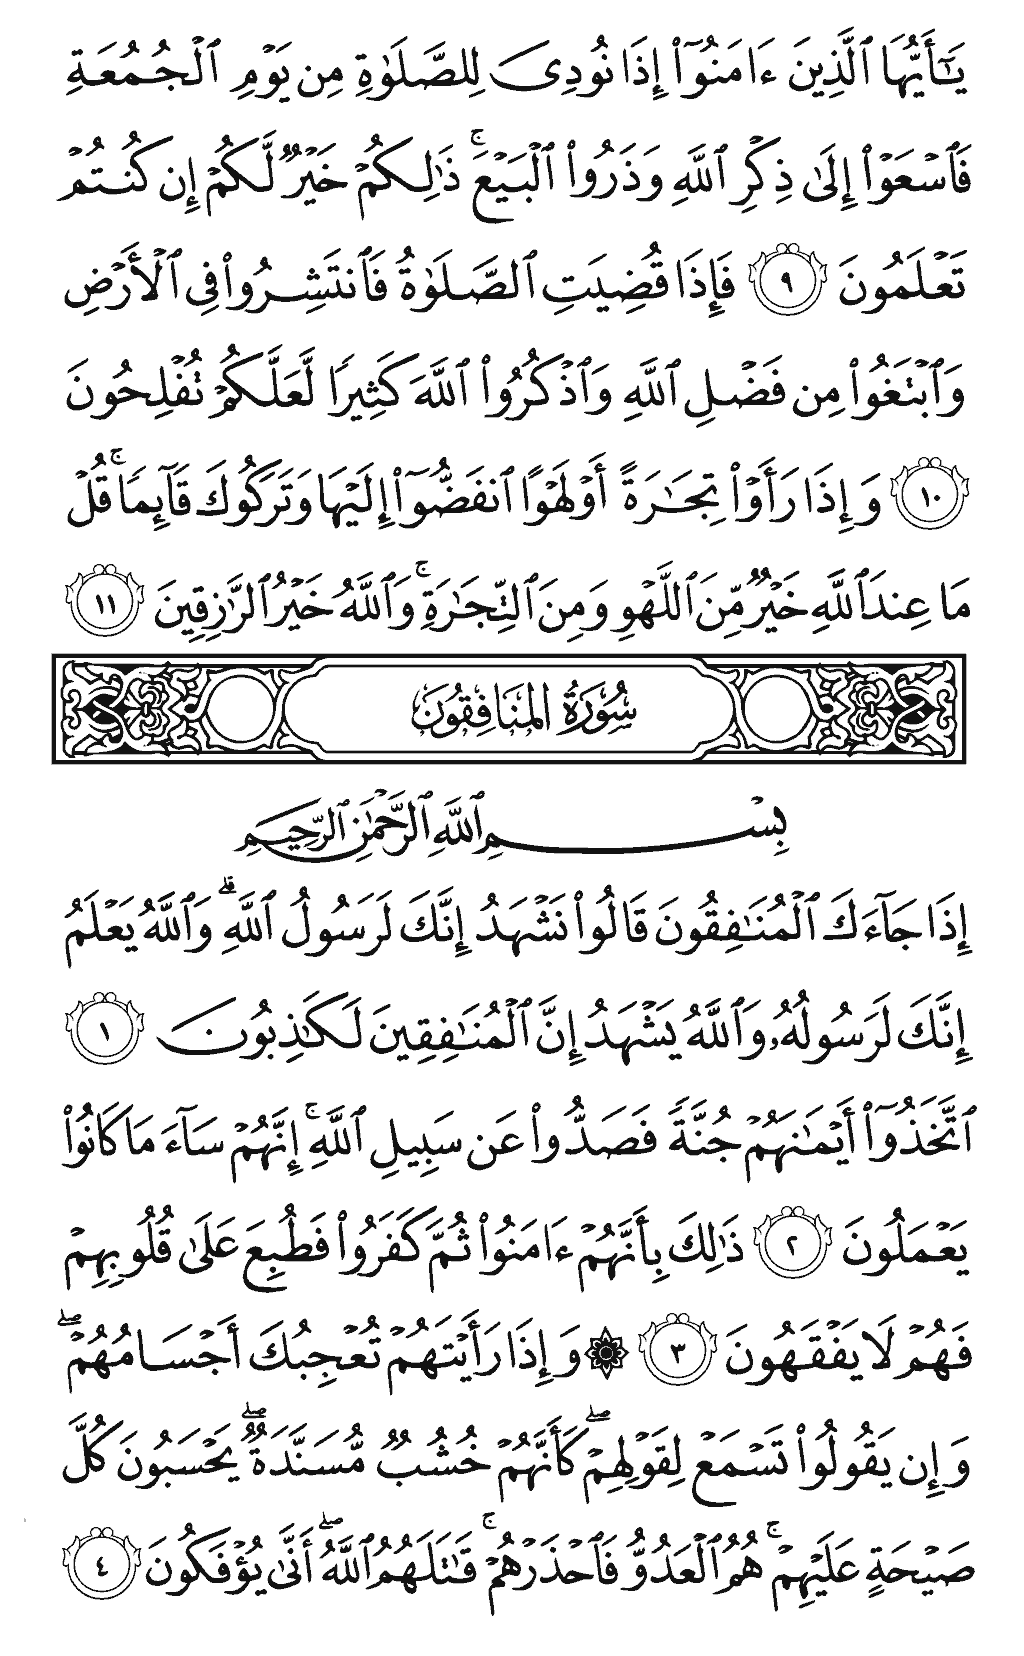 يَـٰٓأَيُّهَا ٱلَّذِينَ ءَامَنُوٓا۟ إِذَا نُودِىَ لِلصَّلَوٰةِ مِن يَوْمِ ٱلْجُمُعَةِ
فَٱسْعَوْا۟ إِلَىٰ ذِكْرِ ٱللَّهِ وَذَرُوا۟ ٱلْبَيْعَ ۚ ذَٰلِكُمْ خَيْرٌ لَّكُمْ إِن كُنتُمْ
تَعْلَمُونَ ٩ فَإِذَا قُضِيَتِ ٱلصَّلَوٰةُ فَٱنتَشِرُوا۟ فِى ٱلْأَرْضِ
وَٱبْتَغُوا۟ مِن فَضْلِ ٱللَّهِ وَٱذْكُرُوا۟ ٱللَّهَ كَثِيرًا لَّعَلَّكُمْ تُفْلِحُونَ
١٠ وَإِذَا رَأَوْا۟ تِجَـٰرَةً أَوْ لَهْوًا ٱنفَضُّوٓا۟ إِلَيْهَا وَتَرَكُوكَ قَآئِمًا ۚ قُلْ
مَا عِندَ ٱللَّهِ خَيْرٌ مِّنَ ٱللَّهْوِ وَمِنَ ٱلتِّجَـٰرَةِ ۚ وَٱللَّهُ خَيْرُ ٱلرَّٰزِقِينَ ١١
سُورَةُ المنَافِقُون
بِسْمِ ٱللَّهِ ٱلرَّحْمَـٰنِ ٱلرَّحِيمِ
إِذَا جَآءَكَ ٱلْمُنَـٰفِقُونَ قَالُوا۟ نَشْهَدُ إِنَّكَ لَرَسُولُ ٱللَّهِ ۗ وَٱللَّهُ يَعْلَمُ
إِنَّكَ لَرَسُولُهُۥ وَٱللَّهُ يَشْهَدُ إِنَّ ٱلْمُنَـٰفِقِينَ لَكَـٰذِبُونَ ١
ٱتَّخَذُوٓا۟ أَيْمَـٰنَهُمْ جُنَّةً فَصَدُّوا۟ عَن سَبِيلِ ٱللَّهِ ۚ إِنَّهُمْ سَآءَ مَا كَانُوا۟
يَعْمَلُونَ ٢ ذَٰلِكَ بِأَنَّهُمْ ءَامَنُوا۟ ثُمَّ كَفَرُوا۟ فَطُبِعَ عَلَىٰ قُلُوبِهِمْ
فَهُمْ لَا يَفْقَهُونَ ٣ ۞ وَإِذَا رَأَيْتَهُمْ تُعْجِبُكَ أَجْسَامُهُمْ ۖ
وَإِن يَقُولُوا۟ تَسْمَعْ لِقَوْلِهِمْ ۖ كَأَنَّهُمْ خُشُبٌ مُّسَنَّدَةٌ ۖ يَحْسَبُونَ كُلَّ
صَيْحَةٍ عَلَيْهِمْ ۚ هُمُ ٱلْعَدُوُّ فَٱحْذَرْهُمْ ۚ قَـٰتَلَهُمُ ٱللَّهُ ۖ أَنَّىٰ يُؤْفَكُونَ ٤